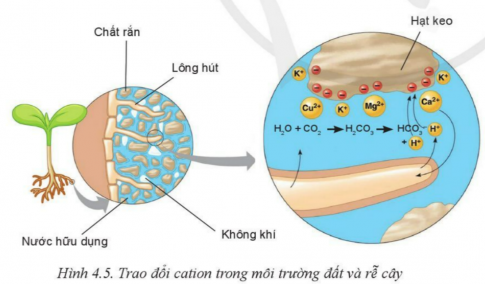 Chất rắn
Lông hút
Nước hữu dụng
Không khí
Hạt keo
K⁺
K⁺
Cu²⁺
K⁺
Mg²⁺
Ca²⁺
H₂O + CO₂ → H₂CO₃ → HCO₃⁻ H⁺
+ H⁺
Hình 4.5. Trao đổi cation trong môi trường đất và rễ cây